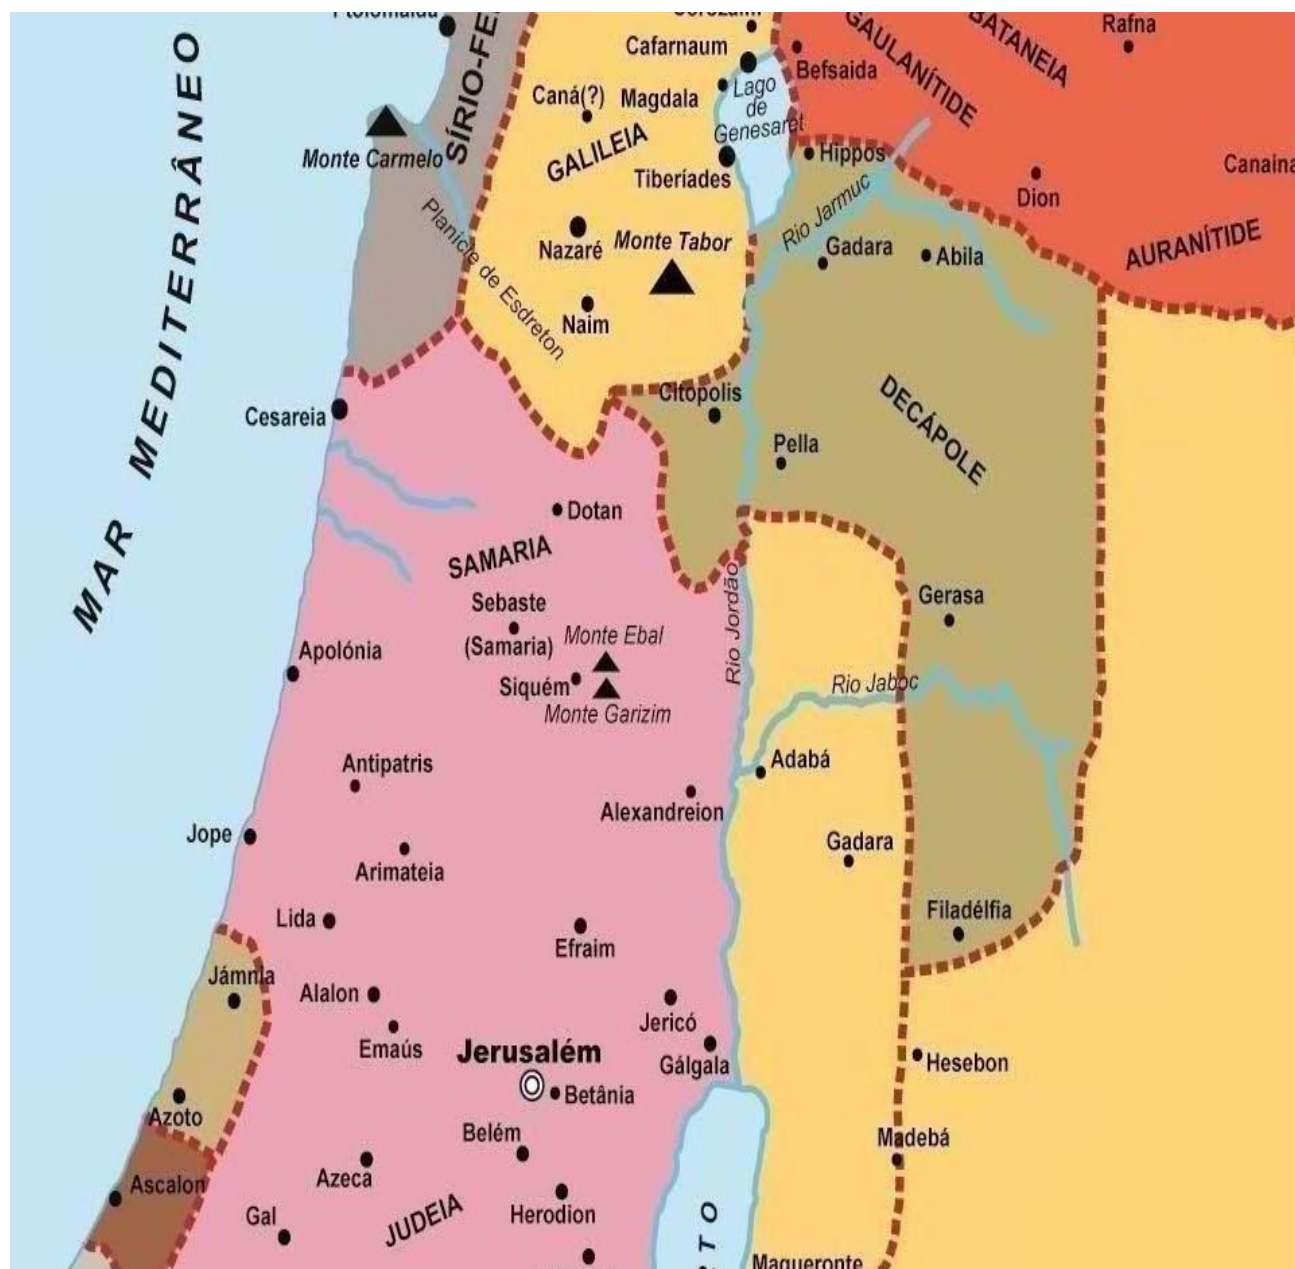 Rafna
BATANEIA
GAULANÍTIDE
Cafarnaum
Befsaida
MAR MEDITERRÂNEO
SÍRIO-FE
Caná(?)
Magdala
Lago
de
Genesaret
GALILEIA
Monte Carmelo
Hippos
Canaina
Tiberíades
Dion
Rio Jarmuc
Planície de Esdreton
Nazaré
Monte Tabor
Gadara
Abila
AURANÍTIDE
Naim
Citopolis
DECÁPOLE
Cesareia
Pella
Dotan
SAMARIA
Sebaste
(Samaria)
Gerasa
Rio Jordão
Monte Ebal
Apolónia
Siquém
Rio Jaboc
Monte Garizim
Antipatris
Adabá
Alexandreion
Jope
Gadara
Arimateia
Lida
Filadélfia
Efraim
Jámnia
Alalon
Jericó
Emaús
Jerusalém
Gálgala
Hesebon
Betânia
Azoto
Belém
Madebá
Azeca
Ascalon
Gal
JUDEIA
Herodion
TO
Maqueronte